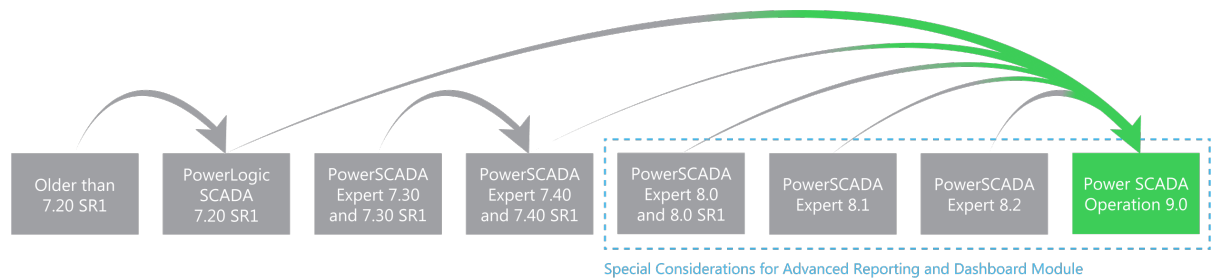 Older than
7.20 SR1
PowerLogic
SCADA
7.20 SR1
PowerSCADA
Expert 7.30
and 7.30 SR1
PowerSCADA
Expert 7.40
and 7.40 SR1
PowerSCADA
Expert 8.0
and 8.0 SR1
PowerSCADA
Expert 8.1
PowerSCADA
Expert 8.2
Power SCADA
Operation 9.0
Special Considerations for Advanced Reporting and Dashboard Module